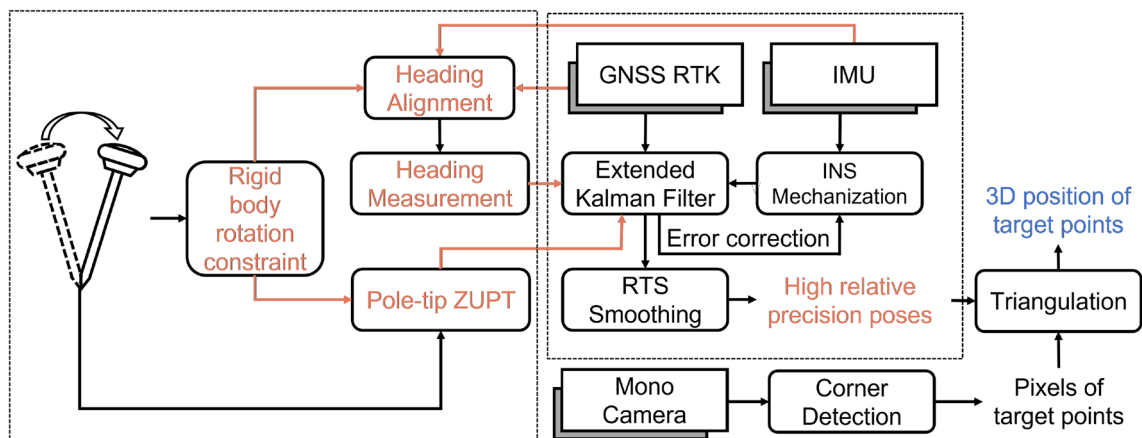 Heading
Alignment
GNSS RTK
IMU
Rigid
body
rotation
constraint
Heading
Measurement
Extended
Kalman Filter
INS
Mechanization
Error correction
3D position of
target points
Pole-tip ZUPT
RTS
Smoothing
High relative
precision poses
Triangulation
Mono
Camera
Corner
Detection
Pixels of
target points